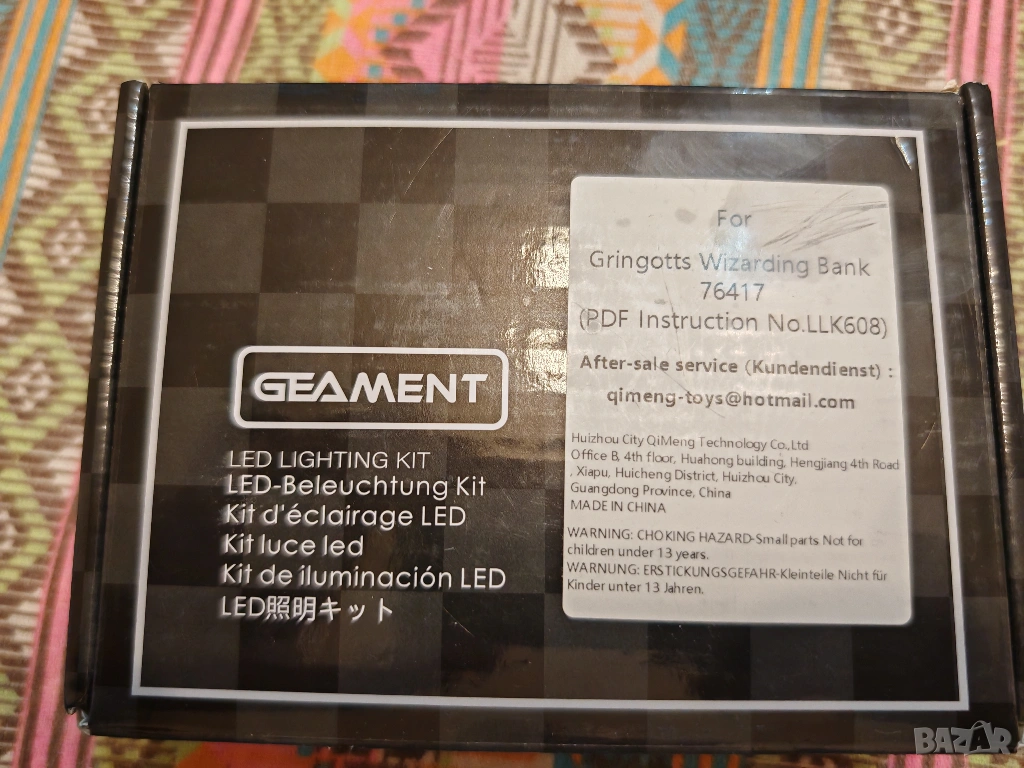 For
Gringotts Wizarding Bank
76417
(PDF Instruction No.LLK608)
After-sale service (Kundendienst) :
qimeng-toys@hotmail.com
Huizhou City QiMeng Technology Co.,Ltd
Office B, 4th floor, Huahong building, Hengjiang 4th Road
, Xiapu, Huicheng District, Huizhou City,
Guangdong Province, China
MADE IN CHINA
WARNING: CHOKING HAZARD-Small parts Not for
children under 13 years.
WARNUNG: ERSTICKUNGSGEFAHR-Kleinteile Nicht für
Kinder unter 13 Jahren.
GEAMENT
LED LIGHTING KIT
LED-Beleuchtung Kit
Kit d'éclairage LED
Kit luce led
Kit de iluminación LED
LED照明キット
BAZAR